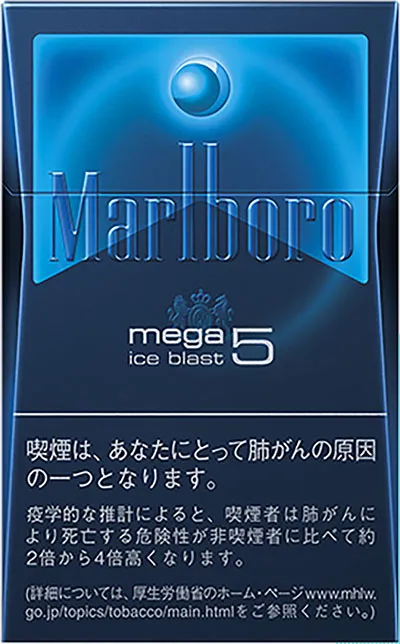 Marlboro
mega
ice blast 5
喫煙は、あなたにとって肺がんの原因
の一つとなります。
疫学的な推計によると、喫煙者は肺がんに
より死亡する危険性が非喫煙者に比べて約
2倍から4倍高くなります。
(詳細については、厚生労働省のホーム・ページwww.mhlw.
go.jp/topics/tobacco/main.htmlをご参照ください。)